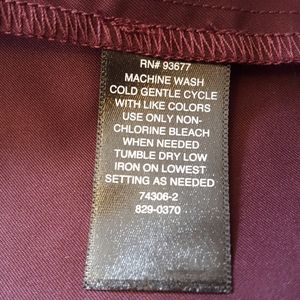 RN# 93677
MACHINE WASH
COLD GENTLE CYCLE
WITH LIKE COLORS
USE ONLY NON-
CHLORINE BLEACH
WHEN NEEDED
TUMBLE DRY LOW
IRON ON LOWEST
SETTING AS NEEDED
74306-2
829-0370